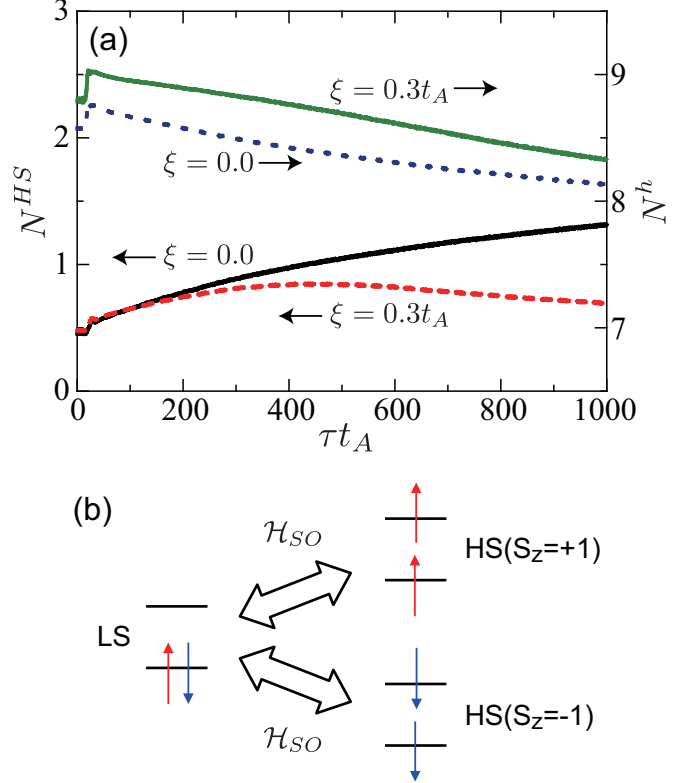 (a)
3
2
1
0
N^{HS}
9
8
7
N^h
ξ = 0.3t_A
ξ = 0.0
ξ = 0.0
ξ = 0.3t_A
0 200 400 600 800 1000
τt_A
(b)
H_{SO}
HS(S_z=+1)
LS
HS(S_z=-1)
H_{SO}